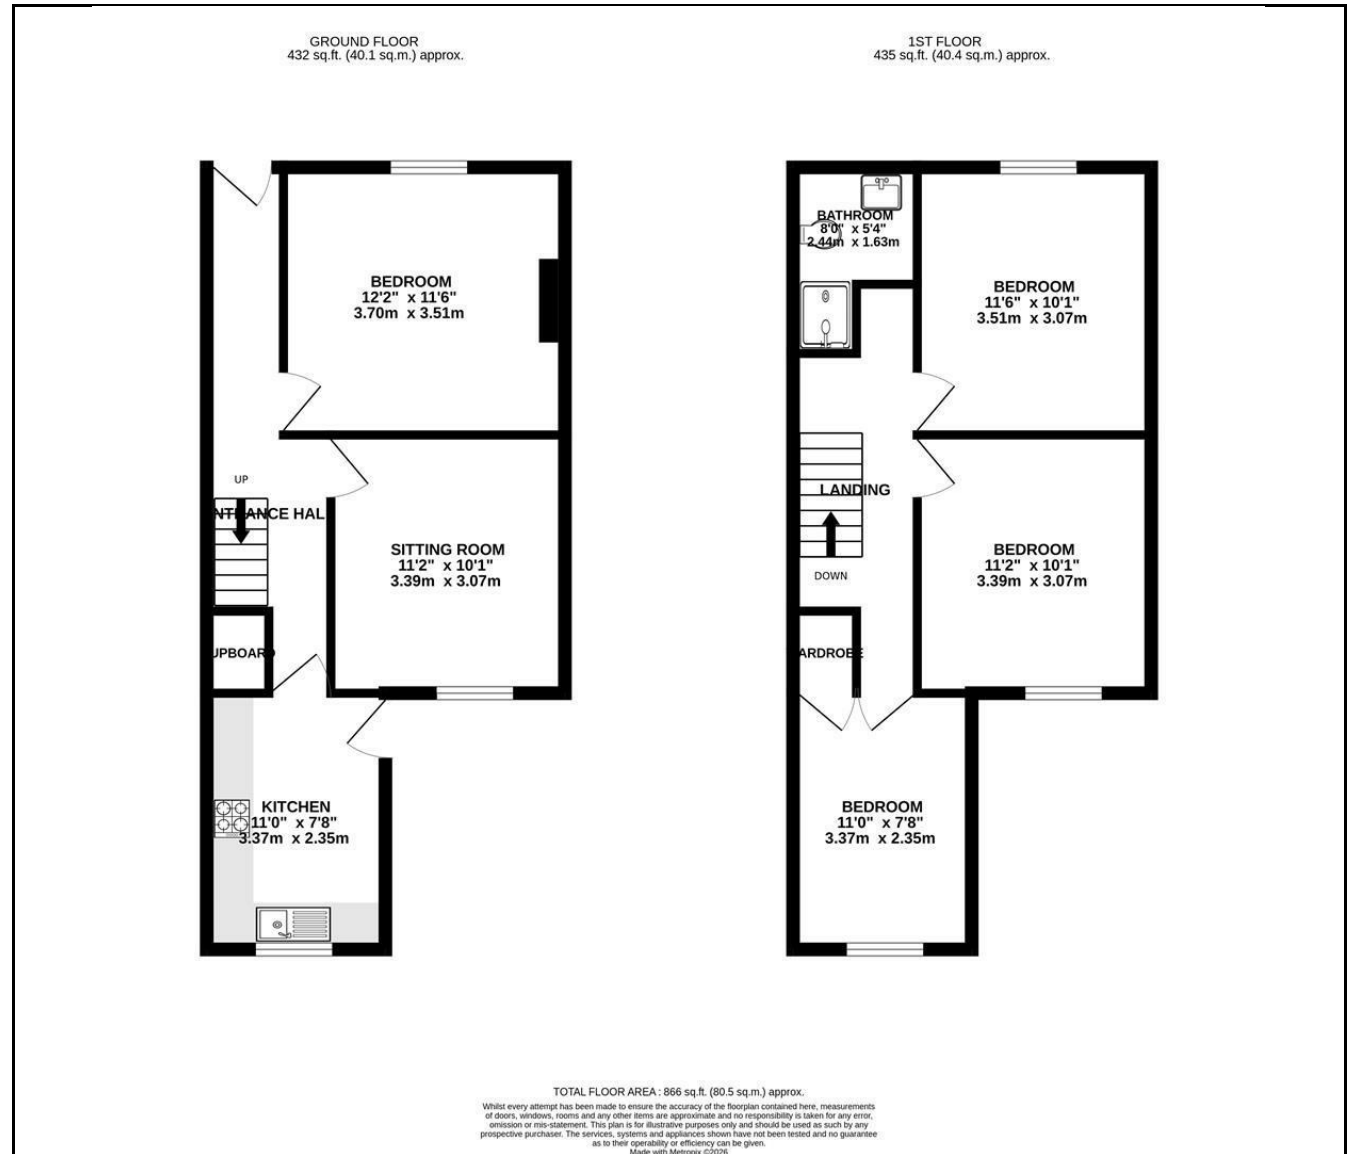 GROUND FLOOR
432 sq.ft. (40.1 sq.m.) approx.
1ST FLOOR
435 sq.ft. (40.4 sq.m.) approx.
BEDROOM
12'2" x 11'6"
3.70m x 3.51m
UP
NTRANCE HAL
SITTING ROOM
11'2" x 10'1"
3.39m x 3.07m
UPBOARD
KITCHEN
11'0" x 7'8"
3.37m x 2.35m
BATHROOM
8'0" x 5'4"
2.44m x 1.63m
BEDROOM
11'6" x 10'1"
3.51m x 3.07m
LANDING
DOWN
BEDROOM
11'2" x 10'1"
3.39m x 3.07m
ARDROBE
BEDROOM
11'0" x 7'8"
3.37m x 2.35m
TOTAL FLOOR AREA : 866 sq.ft. (80.5 sq.m.) approx.
Whilst every attempt has been made to ensure the accuracy of the floorplan contained here, measurements
of doors, windows, rooms and any other items are approximate and no responsibility is taken for any error,
omission or mis-statement. This plan is for illustrative purposes only and should be used as such by any
prospective purchaser. The services, systems and appliances shown have not been tested and no guarantee
as to their operability or efficiency can be given.
Made with Metropix ©2026